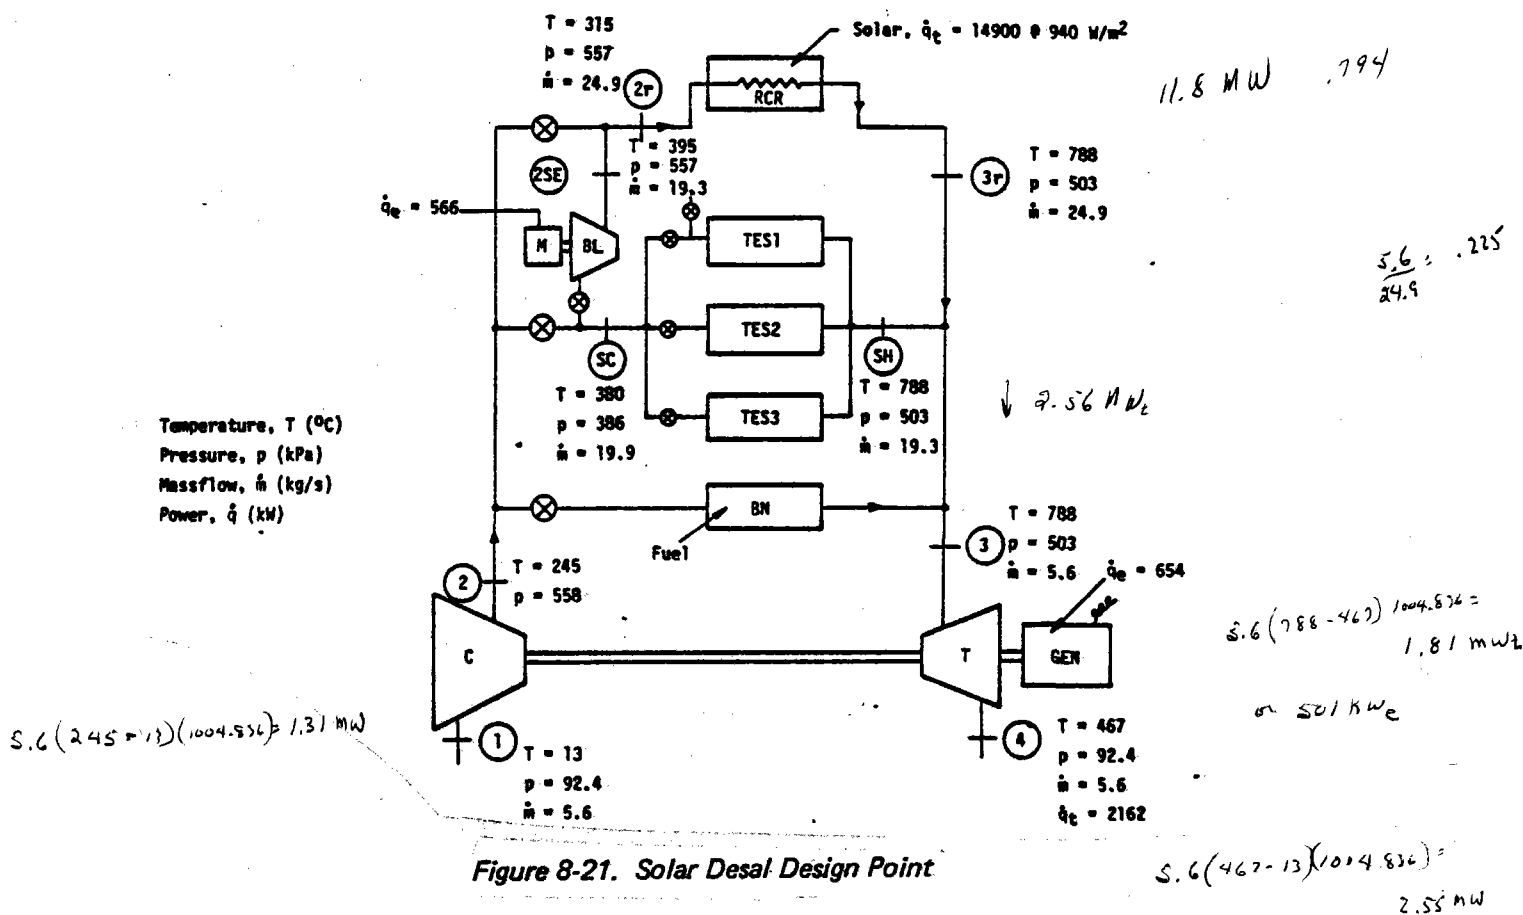 T = 315
p = 557
ṁ = 24.9
2r
Solar, q̇t = 14900 @ 940 W/m²
RCR
11.8 MW .794
2SE
T = 395
p = 557
ṁ = 19.3
3r
T = 788
p = 503
ṁ = 24.9
q̇e = 566
M
BL
TES1
5.6 = .225
24.9
TES2
SC
SH
T = 380
p = 386
ṁ = 19.9
T = 788
p = 503
ṁ = 19.3
TES3
↓ 2.56 MWt
Temperature, T (°C)
Pressure, p (kPa)
Massflow, ṁ (kg/s)
Power, q̇ (kW)
BN
Fuel
T = 788
p = 503
ṁ = 5.6
3
q̇e = 654
2
T = 245
p = 558
C
T
GEN
5.6(788-467) 1004.836 =
1.81 mwt
or 501 KWe
5.6(245-13)(1004.836)= 1.31 MW
1
T = 13
p = 92.4
ṁ = 5.6
4
T = 467
p = 92.4
ṁ = 5.6
q̇t = 2162
Figure 8-21. Solar Desal Design Point
5.6(467-13)(1004.836)=
2.55 MW